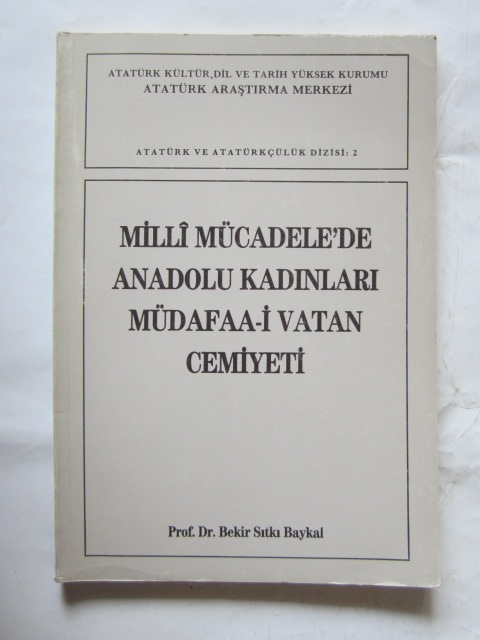 ATATÜRK KÜLTÜR, DİL VE TARİH YÜKSEK KURUMU
ATATÜRK ARAŞTIRMA MERKEZİ
ATATÜRK VE ATATÜRKÇÜLÜK DİZİSİ: 2
MİLLÎ MÜCADELE'DE
ANADOLU KADINLARI
MÜDAFAA-İ VATAN
CEMİYETİ
Prof. Dr. Bekir Sıtkı Baykal